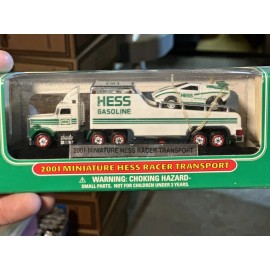 HESS
GASOLINE
HESS
2001 MINIATURE HESS RACER TRANSPORT
2001 MINIATURE HESS RACER TRANSPORT
WARNING: CHOKING HAZARD-
SMALL PARTS. NOT FOR CHILDREN UNDER 3 YEARS.